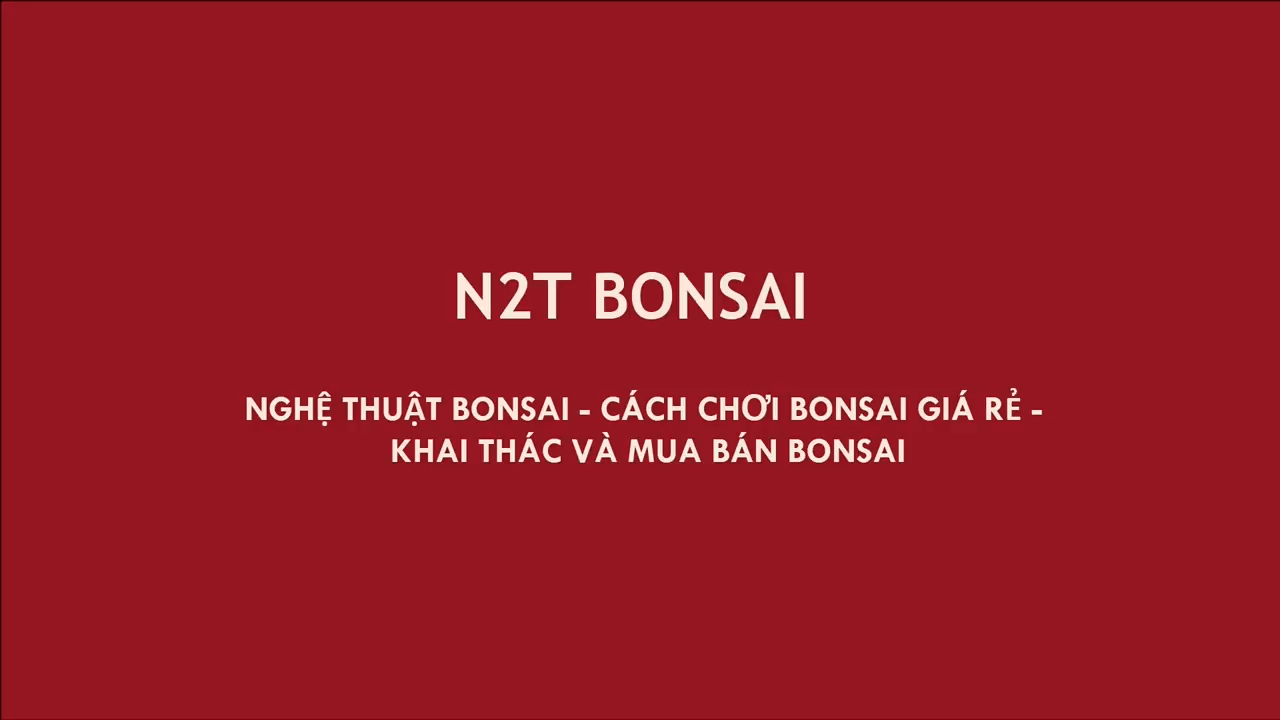 N2T BONSAI
NGHỆ THUẬT BONSAI - CÁCH CHƠI BONSAI GIÁ RẺ -
KHAI THÁC VÀ MUA BÁN BONSAI